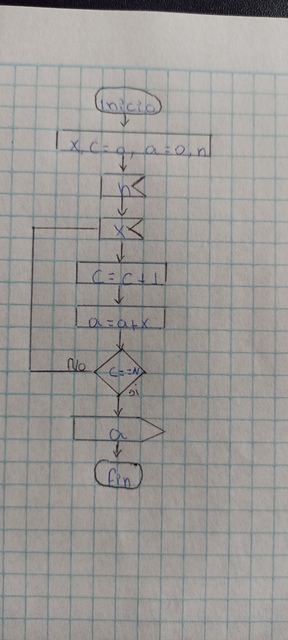 Inicio
x, c=0, a=0, n
n
x
c=c+1
a=a+x
No c==N
si
a
fin